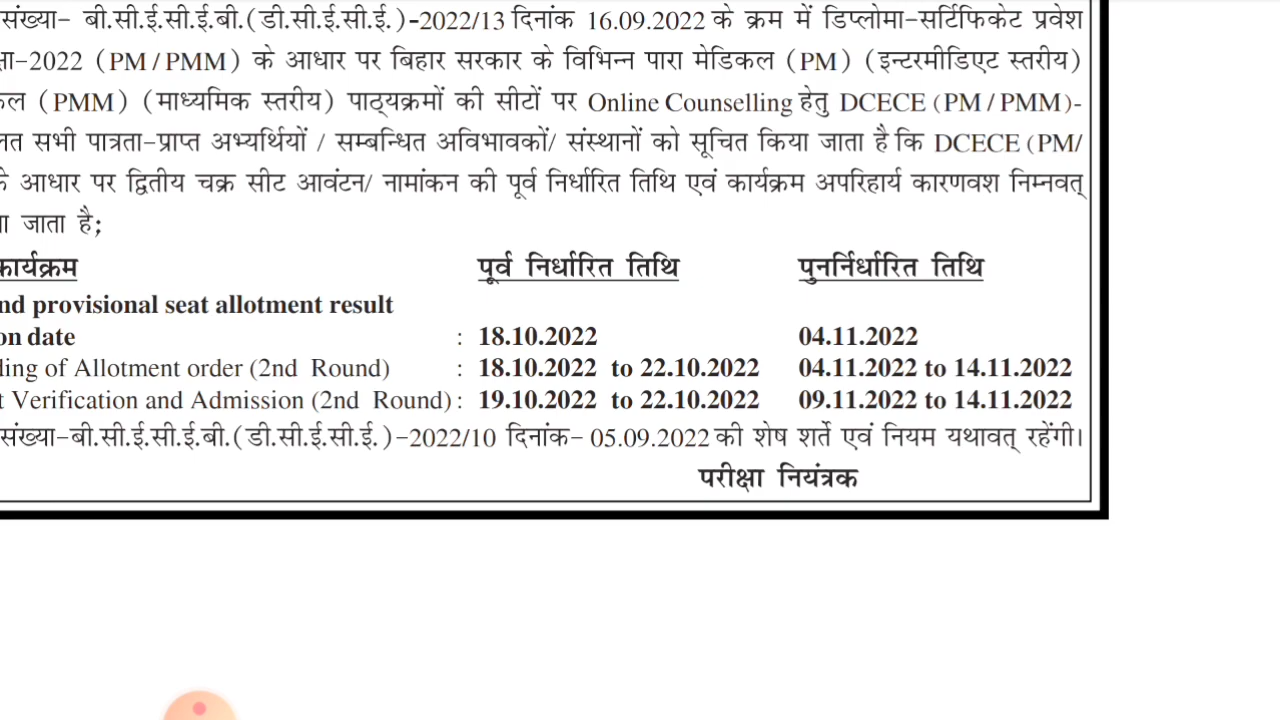 संख्या- बी.सी.ई.सी.ई.बी.(डी.सी.ई.सी.ई.)-2022/13 दिनांक 16.09.2022 के क्रम में डिप्लोमा-सर्टिफिकेट प्रवेश
-2022 (PM/PMM) के आधार पर बिहार सरकार के विभिन्न पारा मेडिकल (PM) (इन्टरमीडिएट स्तरीय)
(PMM) (माध्यमिक स्तरीय) पाठ्यक्रमों की सीटों पर Online Counselling हेतु DCECE (PM/PMM)-
सभी पात्रता-प्राप्त अभ्यर्थियों / सम्बन्धित अविभावकों/ संस्थानों को सूचित किया जाता है कि DCECE (PM/
आधार पर द्वितीय चक्र सीट आवंटन/ नामांकन की पूर्व निर्धारित तिथि एवं कार्यक्रम अपरिहार्य कारणवश निम्नवत्
जाता है;
कार्यक्रम पूर्व निर्धारित तिथि पुनर्निर्धारित तिथि
nd provisional seat allotment result
on date : 18.10.2022 04.11.2022
ding of Allotment order (2nd Round) : 18.10.2022 to 22.10.2022 04.11.2022 to 14.11.2022
t Verification and Admission (2nd Round) : 19.10.2022 to 22.10.2022 09.11.2022 to 14.11.2022
संख्या-बी.सी.ई.सी.ई.बी.(डी.सी.ई.सी.ई.)-2022/10 दिनांक- 05.09.2022 की शेष शर्ते एवं नियम यथावत् रहेंगी।
परीक्षा नियंत्रक